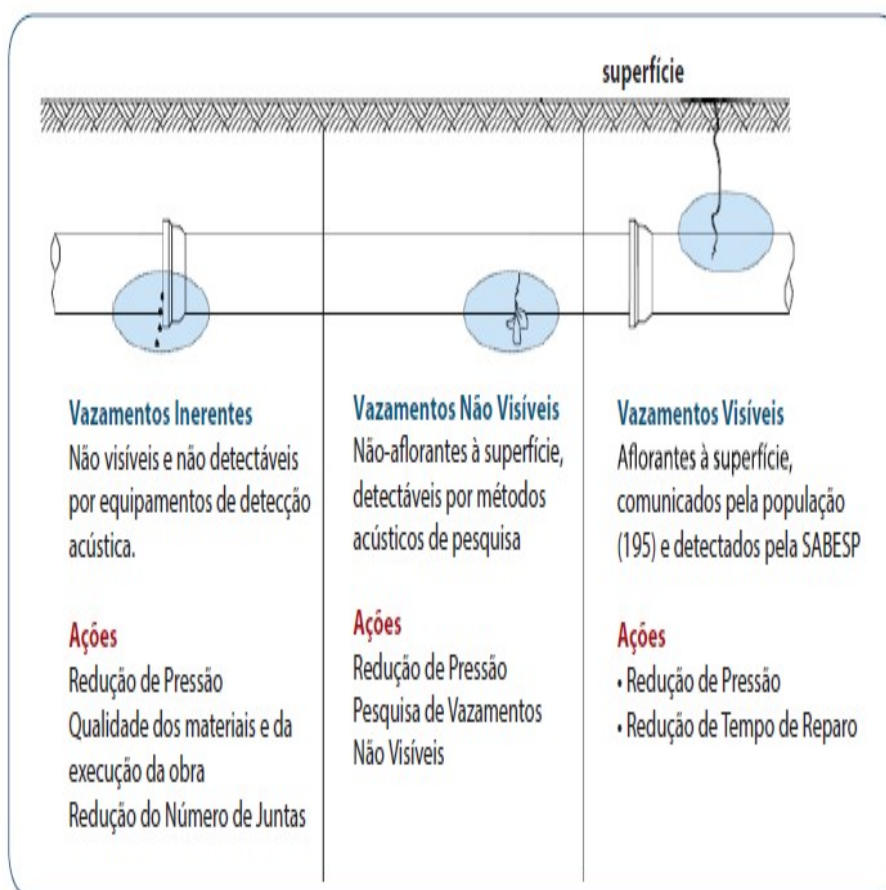 superfície
Vazamentos Inerentes
Não visíveis e não detectáveis
por equipamentos de detecção
acústica.
Ações
Redução de Pressão
Qualidade dos materiais e da
execução da obra
Redução do Número de Juntas
Vazamentos Não Visíveis
Não-aflorantes à superfície,
detectáveis por métodos
acústicos de pesquisa
Ações
Redução de Pressão
Pesquisa de Vazamentos
Não Visíveis
Vazamentos Visíveis
Aflorantes à superfície,
comunicados pela população
(195) e detectados pela SABESP
Ações
• Redução de Pressão
• Redução de Tempo de Reparo